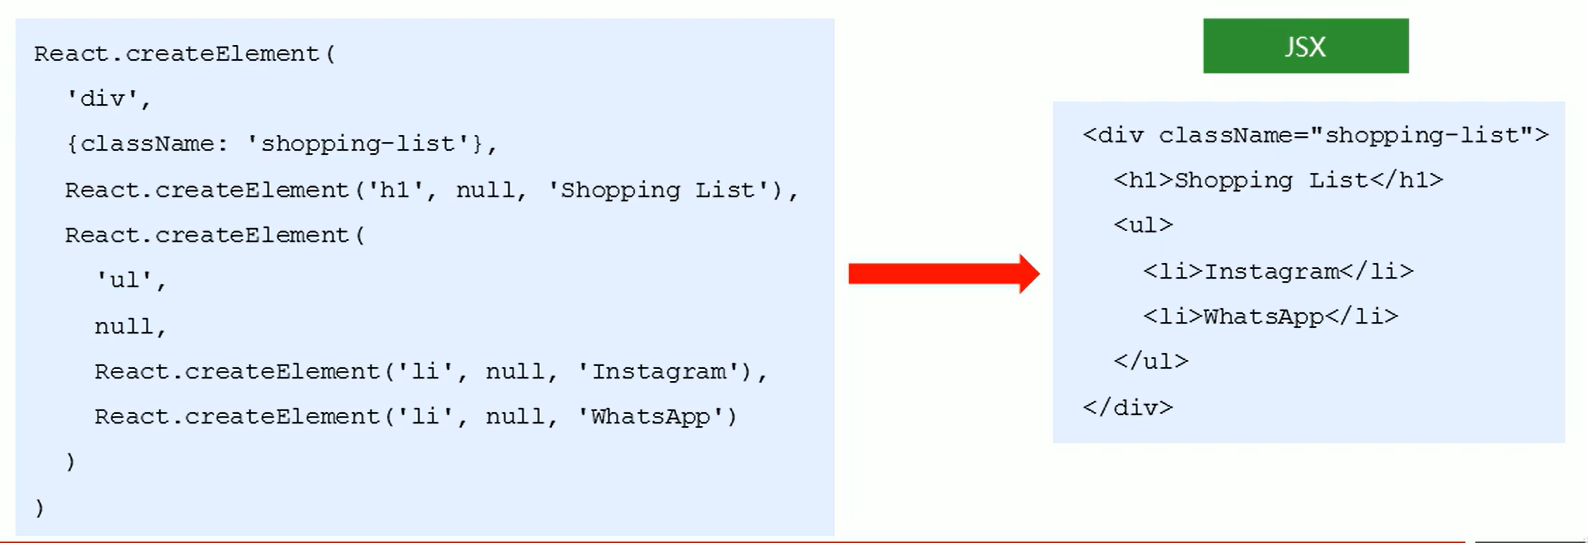 React.createElement(
'div',
{className: 'shopping-list'},
React.createElement('h1', null, 'Shopping List'),
React.createElement(
'ul',
null,
React.createElement('li', null, 'Instagram'),
React.createElement('li', null, 'WhatsApp')
)
)
JSX
<div className="shopping-list">
<h1>Shopping List</h1>
<ul>
<li>Instagram</li>
<li>WhatsApp</li>
</ul>
</div>